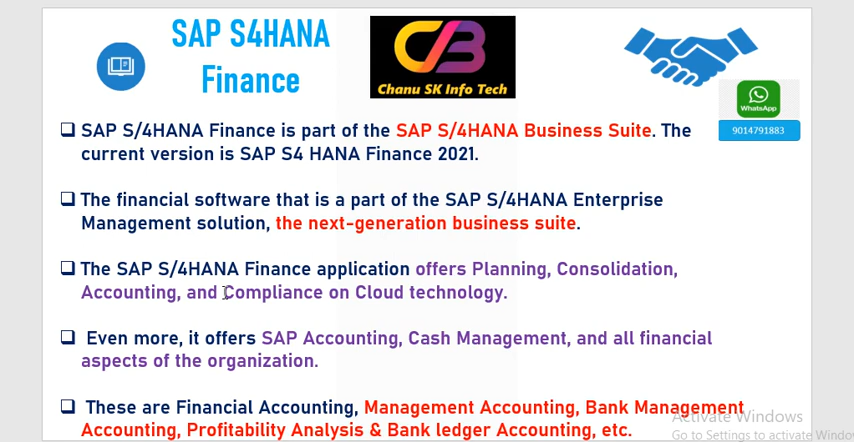 SAP S4HANA
Finance
Chanu SK Info Tech
WhatsApp
9014791883
❑ SAP S/4HANA Finance is part of the SAP S/4HANA Business Suite. The
current version is SAP S4 HANA Finance 2021.
❑ The financial software that is a part of the SAP S/4HANA Enterprise
Management solution, the next-generation business suite.
❑ The SAP S/4HANA Finance application offers Planning, Consolidation,
Accounting, and Compliance on Cloud technology.
❑ Even more, it offers SAP Accounting, Cash Management, and all financial
aspects of the organization.
❑ These are Financial Accounting, Management Accounting, Bank Management
Accounting, Profitability Analysis & Bank ledger Accounting, etc.
Activate Windows
Go to Settings to activate Window